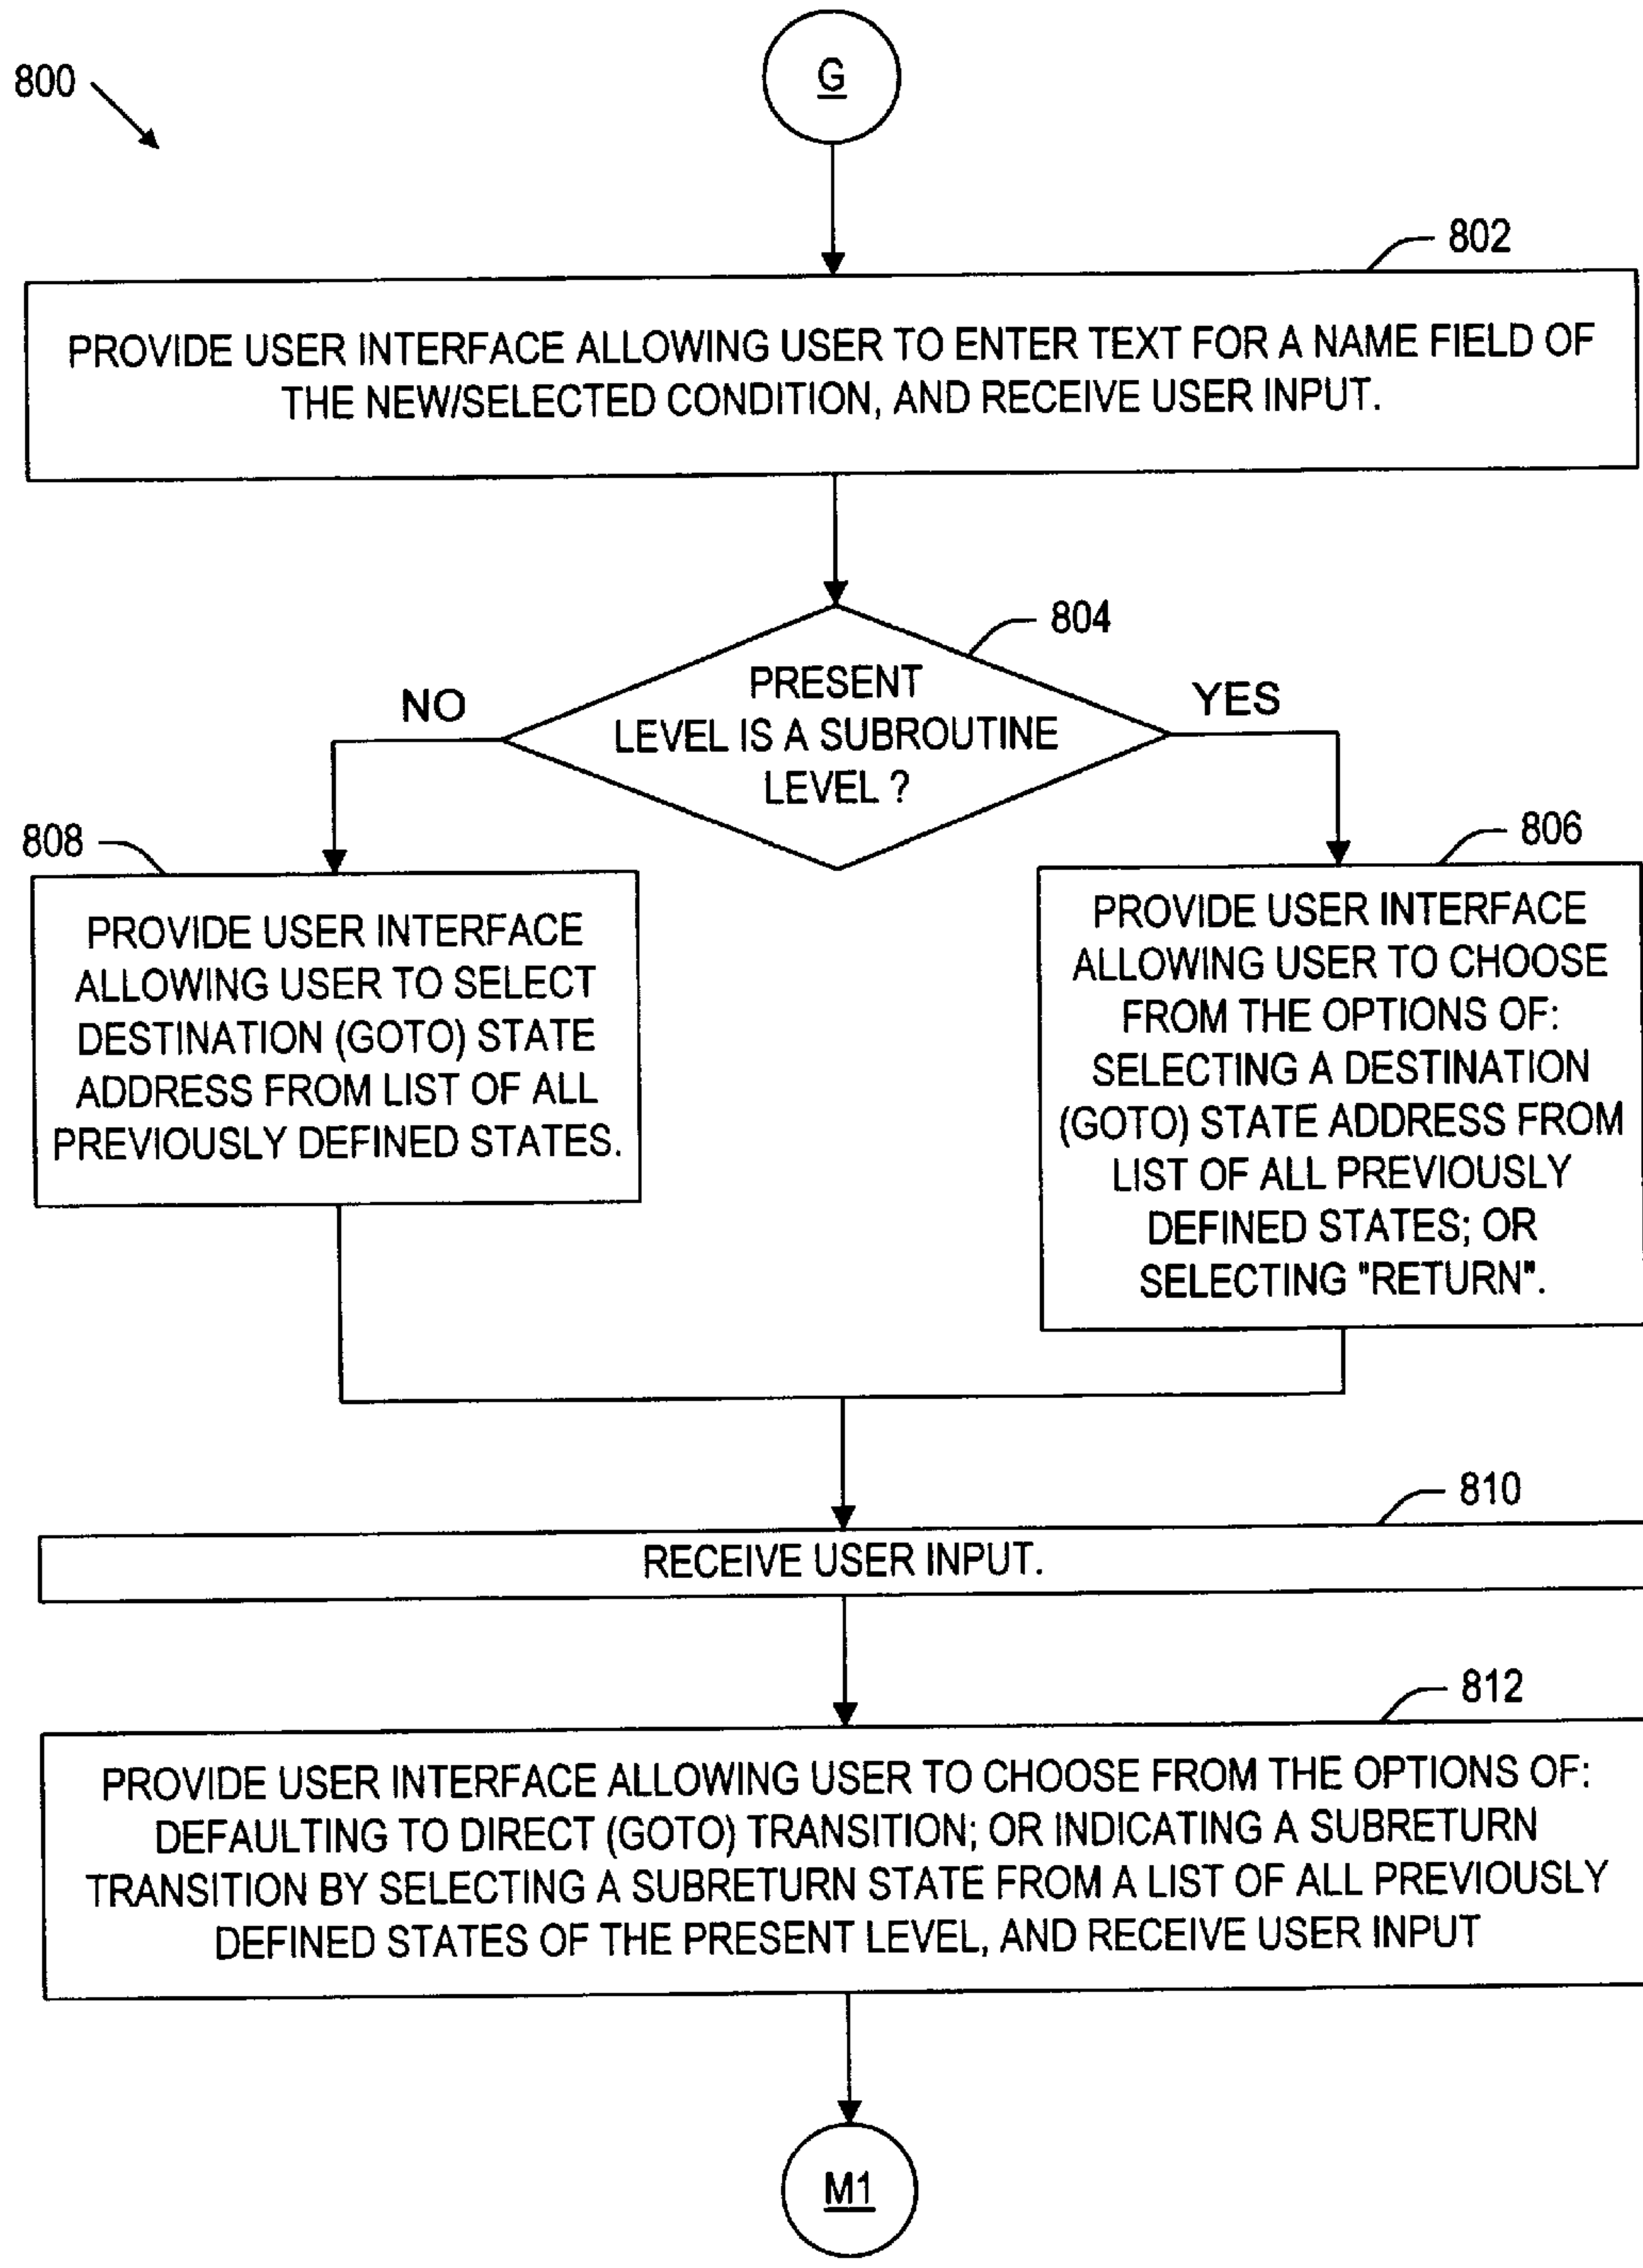 800
G
802
PROVIDE USER INTERFACE ALLOWING USER TO ENTER TEXT FOR A NAME FIELD OF
THE NEW/SELECTED CONDITION, AND RECEIVE USER INPUT.
804
NO
YES
PRESENT
LEVEL IS A SUBROUTINE
LEVEL ?
808
PROVIDE USER INTERFACE
ALLOWING USER TO SELECT
DESTINATION (GOTO) STATE
ADDRESS FROM LIST OF ALL
PREVIOUSLY DEFINED STATES.
806
PROVIDE USER INTERFACE
ALLOWING USER TO CHOOSE
FROM THE OPTIONS OF:
SELECTING A DESTINATION
(GOTO) STATE ADDRESS FROM
LIST OF ALL PREVIOUSLY
DEFINED STATES; OR
SELECTING "RETURN".
810
RECEIVE USER INPUT.
812
PROVIDE USER INTERFACE ALLOWING USER TO CHOOSE FROM THE OPTIONS OF:
DEFAULTING TO DIRECT (GOTO) TRANSITION; OR INDICATING A SUBRETURN
TRANSITION BY SELECTING A SUBRETURN STATE FROM A LIST OF ALL PREVIOUSLY
DEFINED STATES OF THE PRESENT LEVEL, AND RECEIVE USER INPUT
M1